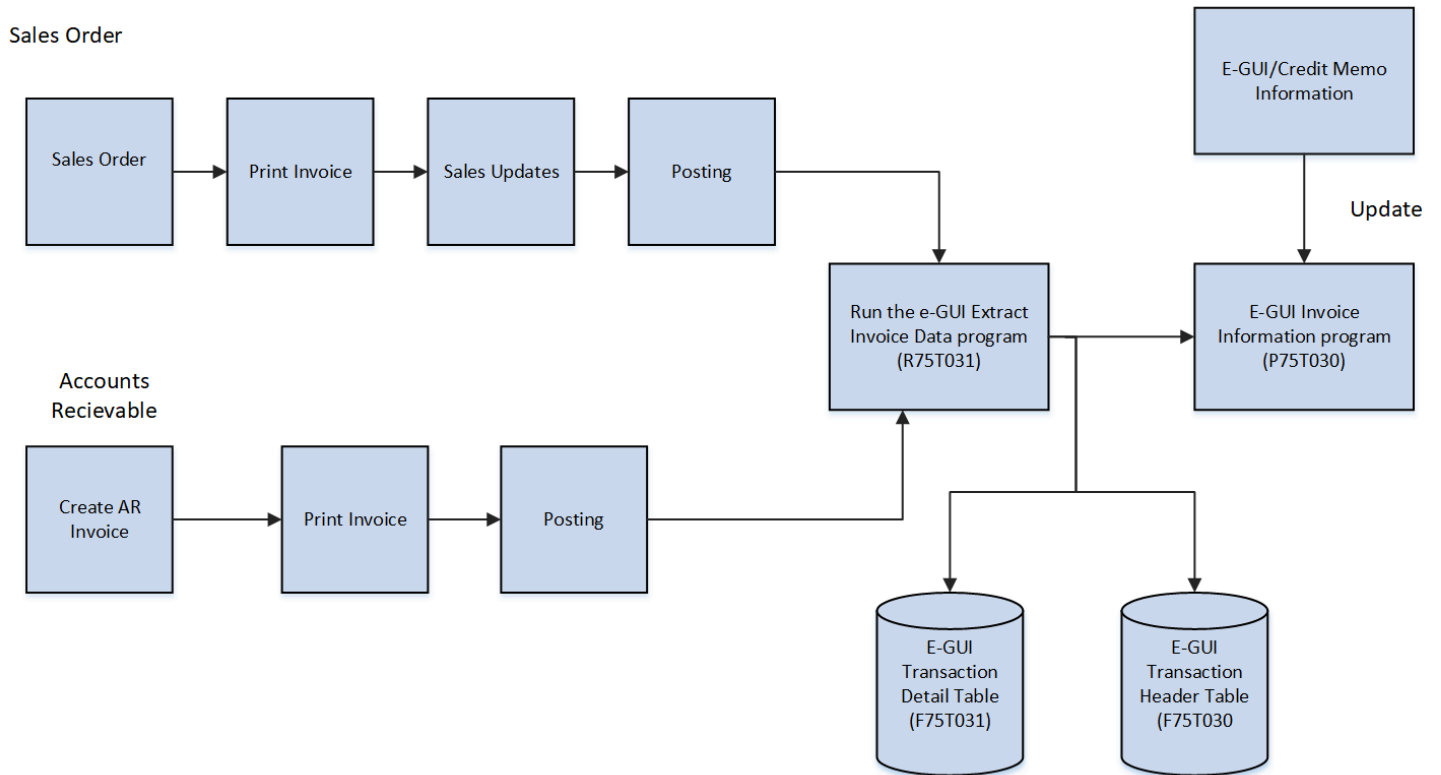 Sales Order
E-GUI/Credit Memo
Information
Sales Order
Print Invoice
Sales Updates
Posting
Update
Run the e-GUI Extract
Invoice Data program
(R75T031)
E-GUI Invoice
Information program
(P75T030)
Accounts
Recievable
Create AR
Invoice
Print Invoice
Posting
E-GUI
Transaction
Detail Table
(F75T031)
E-GUI
Transaction
Header Table
(F75T030